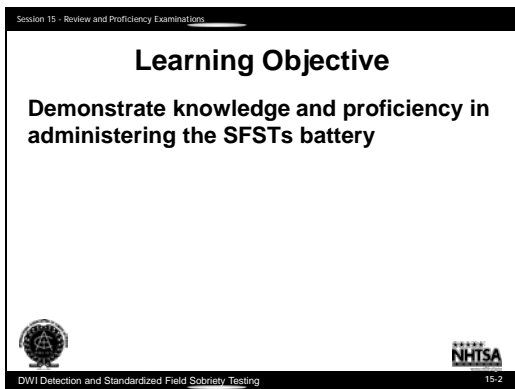 Session 15 - Review and Proficiency Examinations
Learning Objective
Demonstrate knowledge and proficiency in
administering the SFSTs battery
NHTSA
DWI Detection and Standardized Field Sobriety Testing
15-2